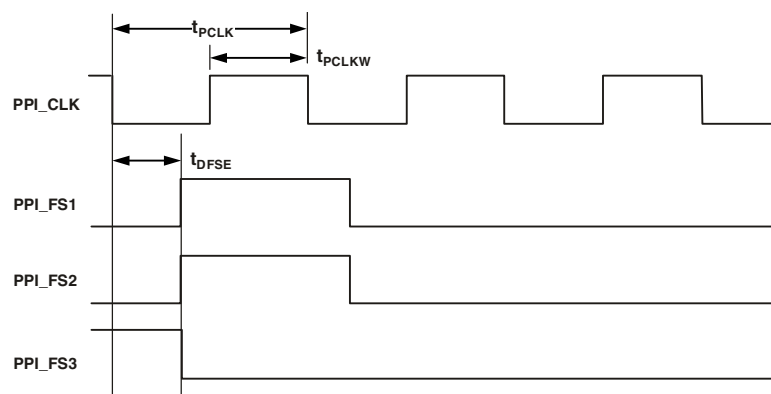 tPCLK
tPCLKW
PPI_CLK
tDFSE
PPI_FS1
PPI_FS2
PPI_FS3